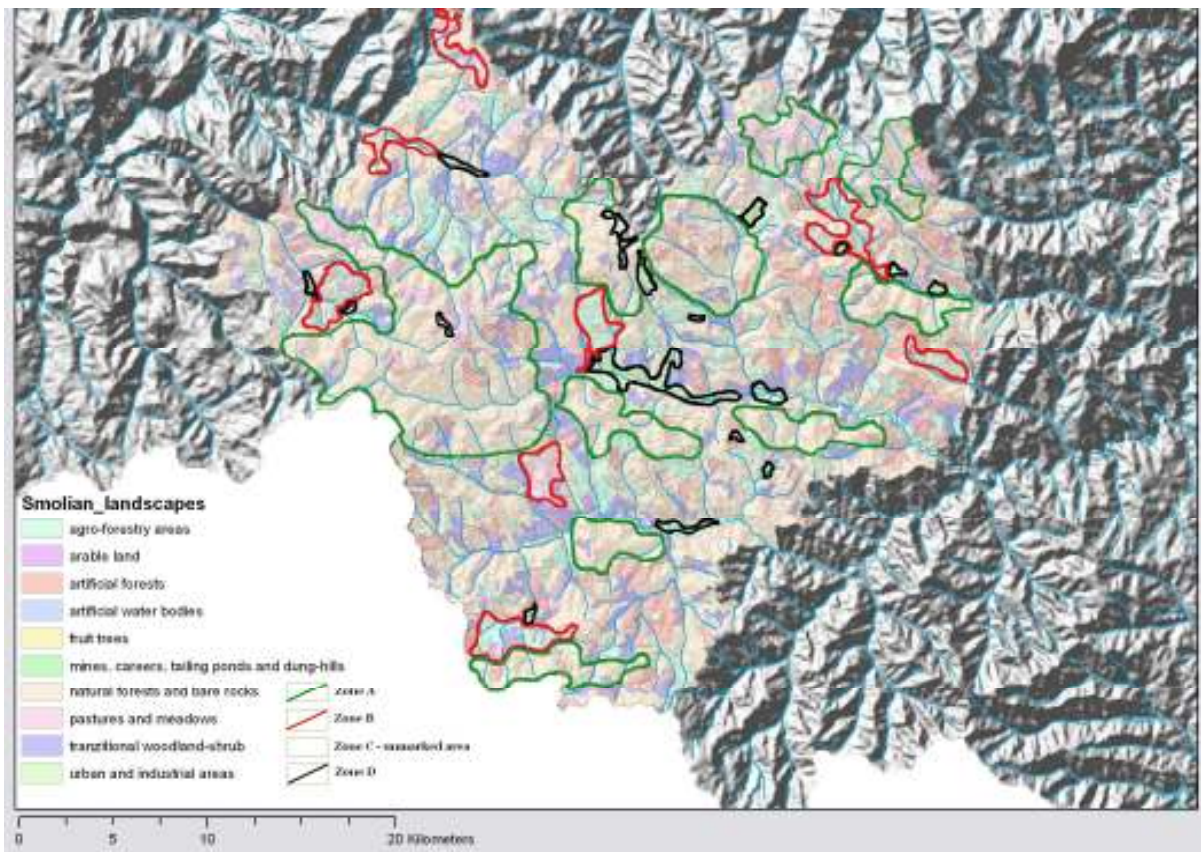 Smolian_landscapes
agro-forestry areas
arable land
artificial forests
artificial water bodies
fruit trees
mines, careers, tailing ponds and dung-hills
natural forests and bare rocks
pastures and meadows
tranzitional woodland-shrub
urban and industrial areas
Zone A
Zone B
Zone C - unmarked area
Zone D
0 5 10 20 Kilometers